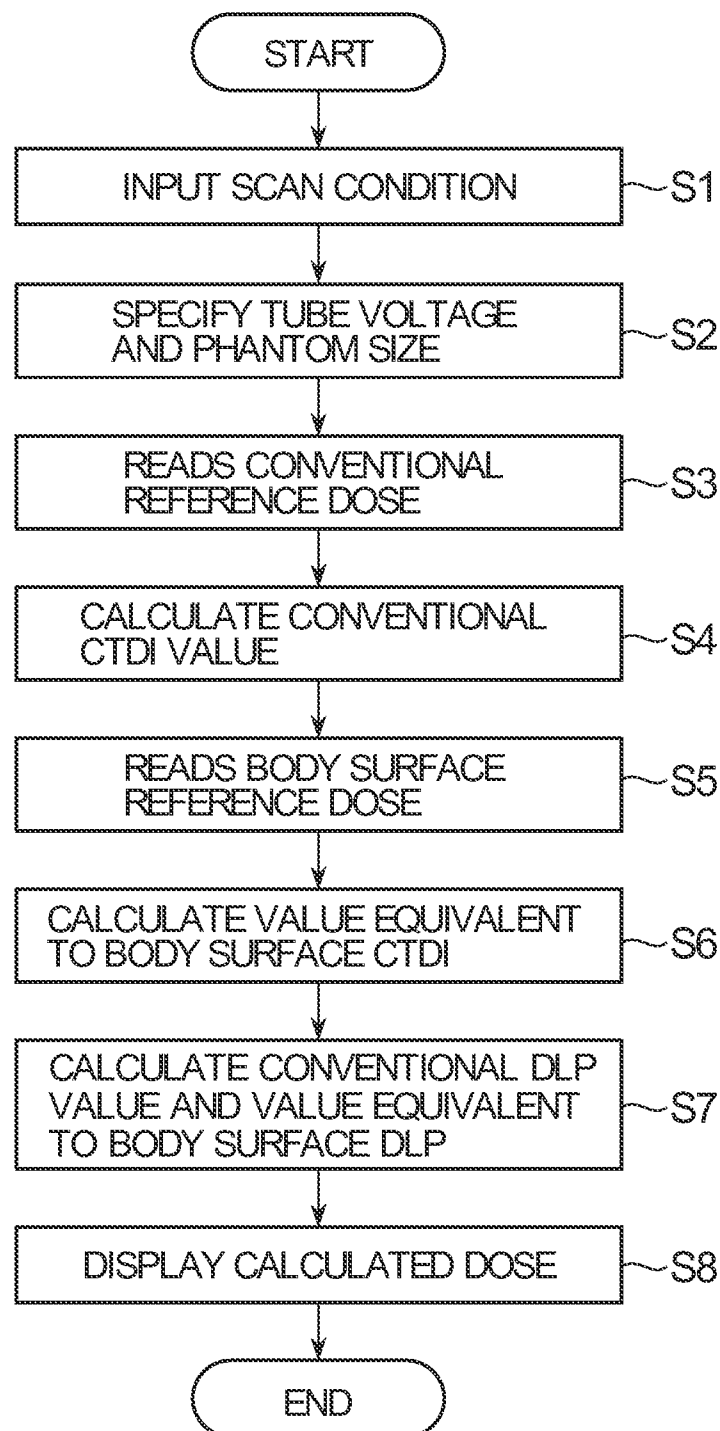 START
INPUT SCAN CONDITION
S1
SPECIFY TUBE VOLTAGE
AND PHANTOM SIZE
S2
READS CONVENTIONAL
REFERENCE DOSE
S3
CALCULATE CONVENTIONAL
CTDI VALUE
S4
READS BODY SURFACE
REFERENCE DOSE
S5
CALCULATE VALUE EQUIVALENT
TO BODY SURFACE CTDI
S6
CALCULATE CONVENTIONAL DLP
VALUE AND VALUE EQUIVALENT
TO BODY SURFACE DLP
S7
DISPLAY CALCULATED DOSE
S8
END